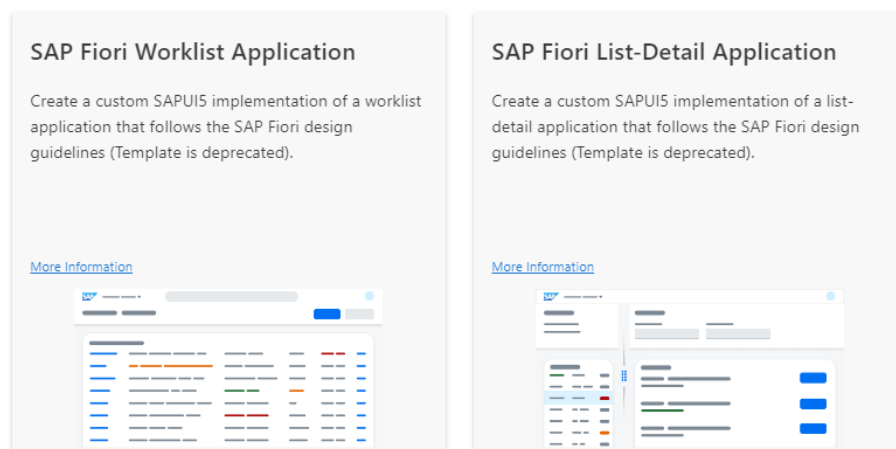 SAP Fiori Worklist Application
Create a custom SAPUI5 implementation of a worklist
application that follows the SAP Fiori design
guidelines (Template is deprecated).
More Information
SAP
SAP Fiori List-Detail Application
Create a custom SAPUI5 implementation of a list-
detail application that follows the SAP Fiori design
guidelines (Template is deprecated).
More Information
SAP